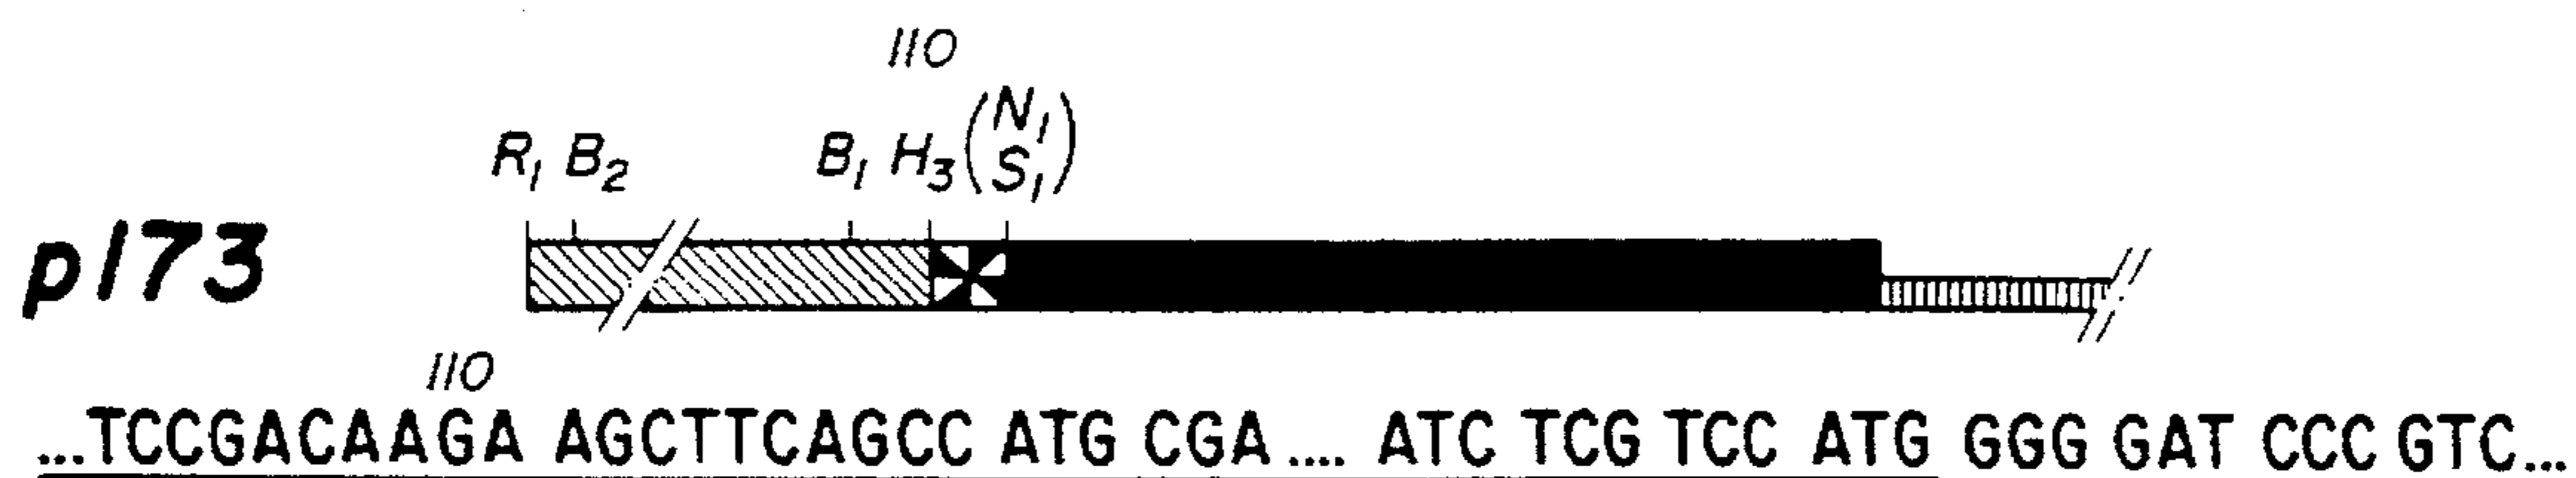 110
R₁ B₂ B₁ H₃ (N₁ S₁)
p173
110
...TCCGACAAGA AGCTTCAGCC ATG CGA .... ATC TCG TCC ATG GGG GAT CCC GTC...